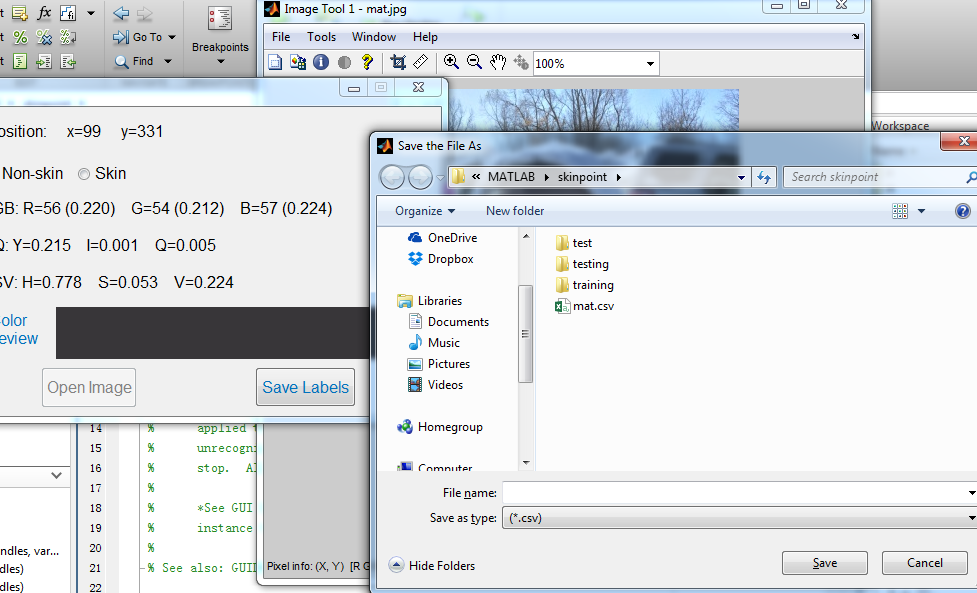 fx
Go To
Find
Breakpoints
Image Tool 1 - mat.jpg
File Tools Window Help
100%
Workspace
osition: x=99 y=331
Non-skin Skin
GB: R=56 (0.220) G=54 (0.212) B=57 (0.224)
Q: Y=0.215 I=0.001 Q=0.005
SV: H=0.778 S=0.053 V=0.224
olor
eview
Open Image
Save Labels
Save the File As
« MATLAB skinpoint
Search skinpoint
Organize New folder
OneDrive
Dropbox
Libraries
Documents
Music
Pictures
Videos
Homegroup
Computer
test
testing
training
mat.csv
File name:
Save as type: (*.csv)
Hide Folders
Save Cancel
14 % applied t
15 % unrecogni
16 % stop. Al
17 %
18 % *See GUI
19 % instance
20 %
21 % See also: GUID
22
ndles, var...
dles)
dles)
Pixel info: (X, Y) [R G